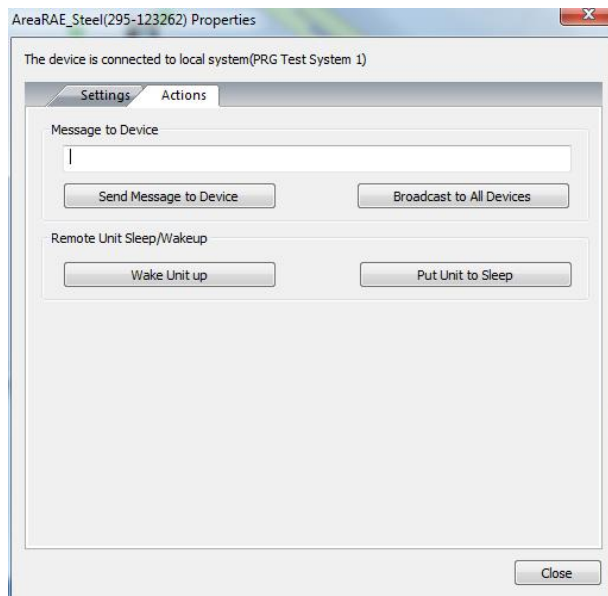 AreaRAE_Steel(295-123262) Properties
The device is connected to local system(PRG Test System 1)
Settings Actions
Message to Device
Send Message to Device Broadcast to All Devices
Remote Unit Sleep/Wakeup
Wake Unit up Put Unit to Sleep
Close